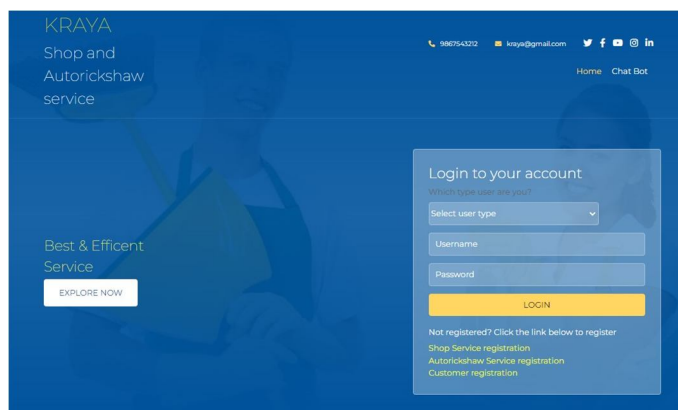 KRAYA
Shop and
Autorickshaw
service
9867543212 kraya@gmail.com
Home Chat Bot
Login to your account
Which type user are you?
Select user type
Username
Password
LOGIN
Not registered? Click the link below to register
Shop Service registration
Autorickshaw Service registration
Customer registration
Best & Efficent
Service
EXPLORE NOW